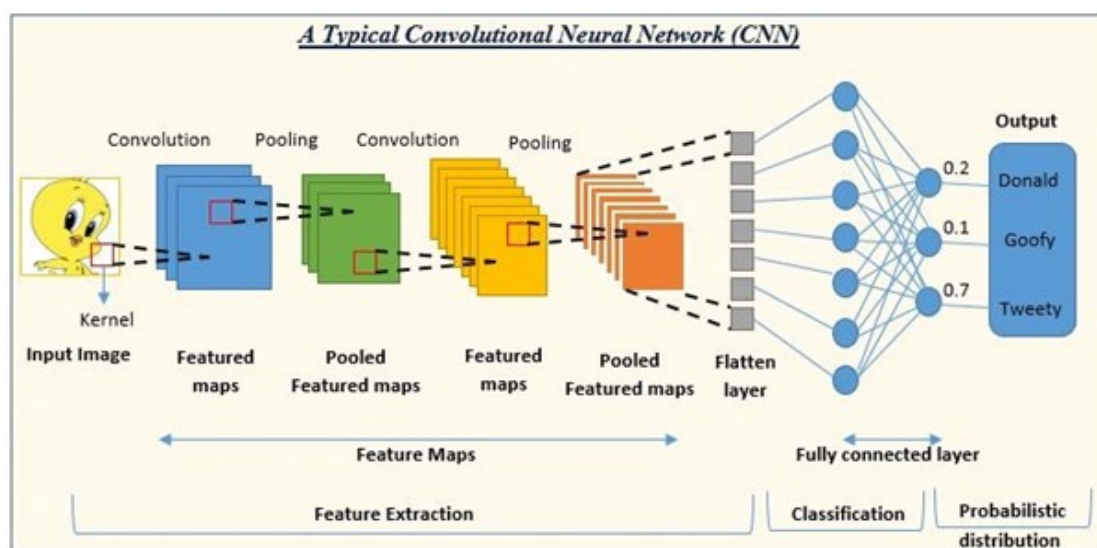 A Typical Convolutional Neural Network (CNN)
Convolution
Pooling
Convolution
Pooling
Output
0.2
Donald
0.1
Goofy
0.7
Tweety
Kernel
Input Image
Featured
maps
Pooled
Featured maps
Featured
maps
Pooled
Featured maps
Flatten
layer
Feature Maps
Fully connected layer
Feature Extraction
Classification
Probabilistic
distribution